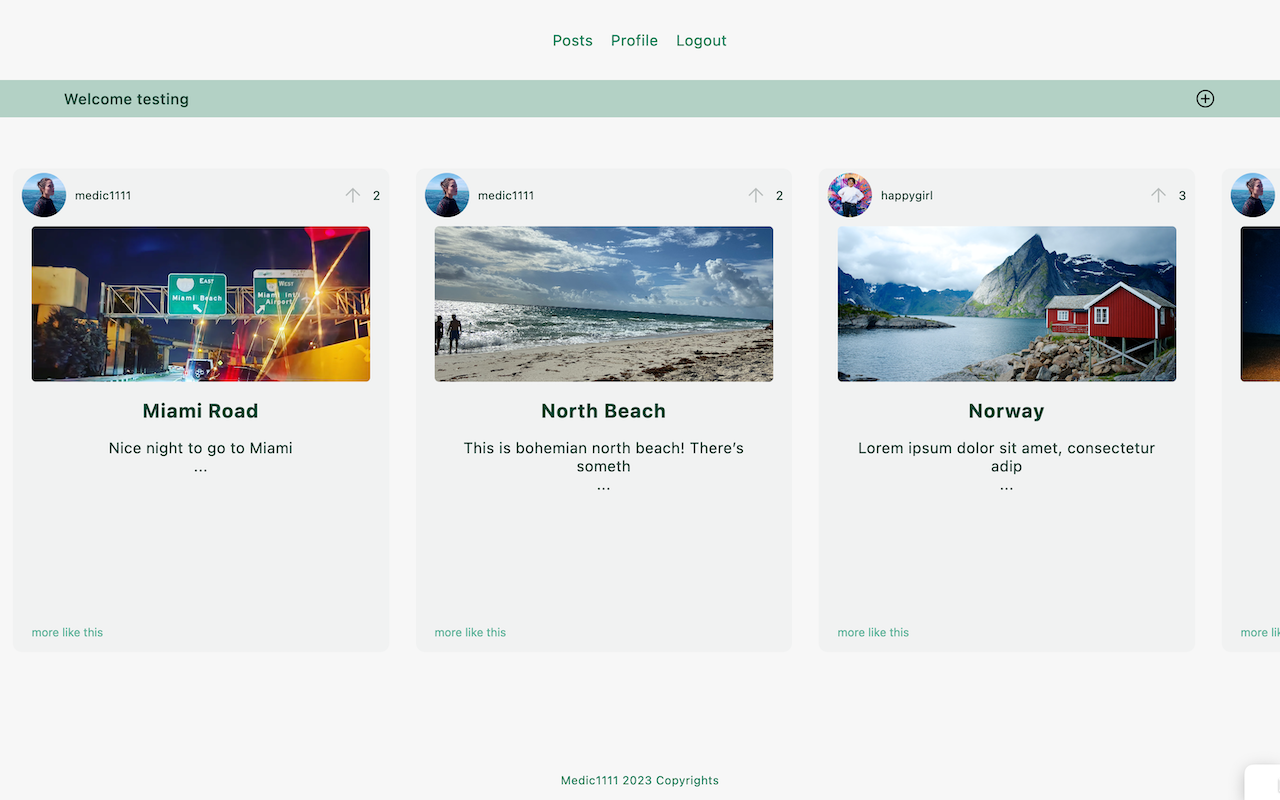 Posts Profile Logout
Welcome testing
medic1111 2
EAST
Miami Beach
WEST
Miami Int
Airport
Miami Road
Nice night to go to Miami
...
more like this
medic1111 2
North Beach
This is bohemian north beach! There's
someth
...
more like this
happygirl 3
Norway
Lorem ipsum dolor sit amet, consectetur
adip
...
more like this
more lik
Medic1111 2023 Copyrights